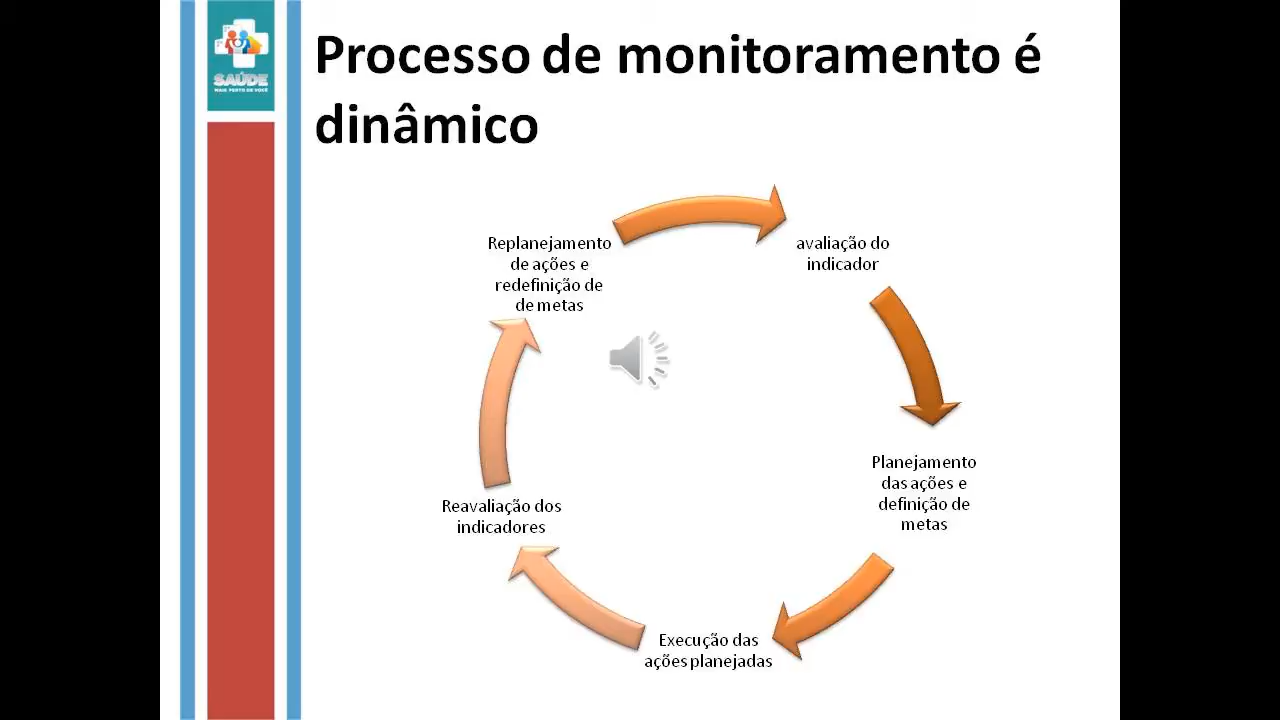 SAÚDE
MAIS PERTO DE VOCÊ
Processo de monitoramento é
dinâmico
Replanejamento
de ações e
redefinição de
de metas
avaliação do
indicador
Planejamento
das ações e
definição de
metas
Execução das
ações planejadas
Reavaliação dos
indicadores